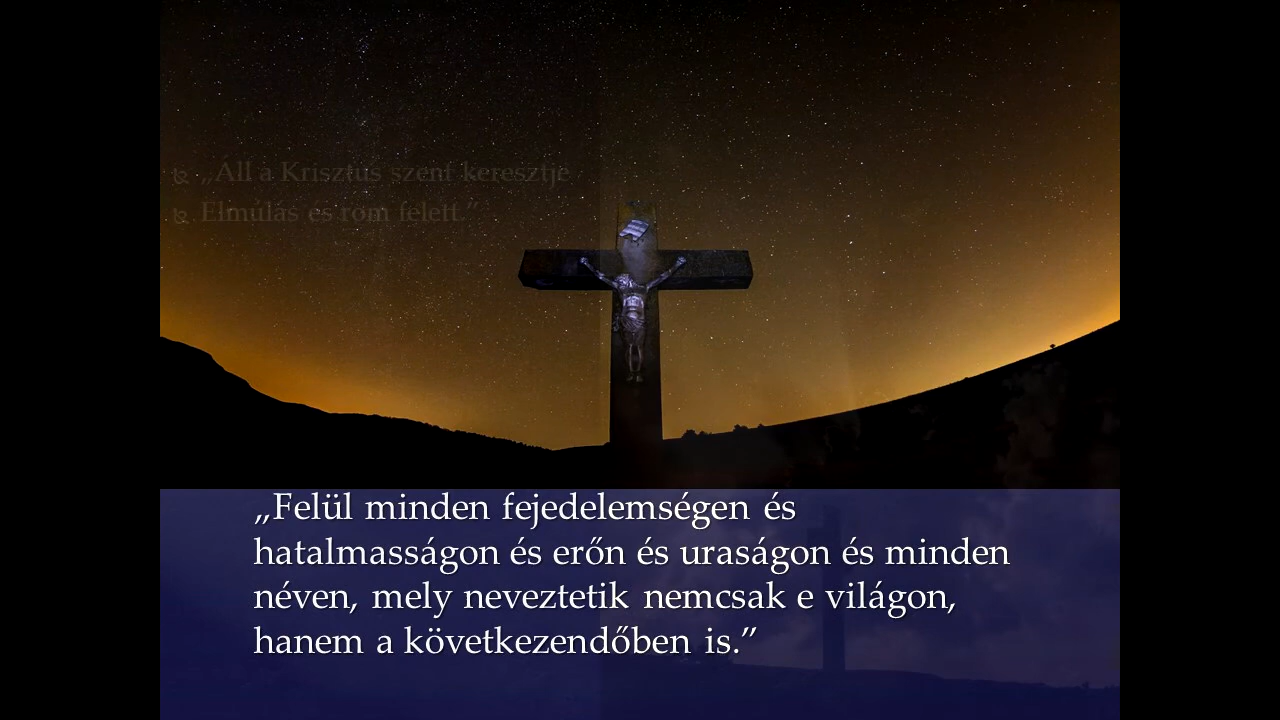 „Áll a Krisztus szent keresztje
Elmúlás és rom felett.”
„Felül minden fejedelemségen és
hatalmasságon és erőn és uraságon és minden
néven, mely neveztetik nemcsak e világon,
hanem a következendőben is.”